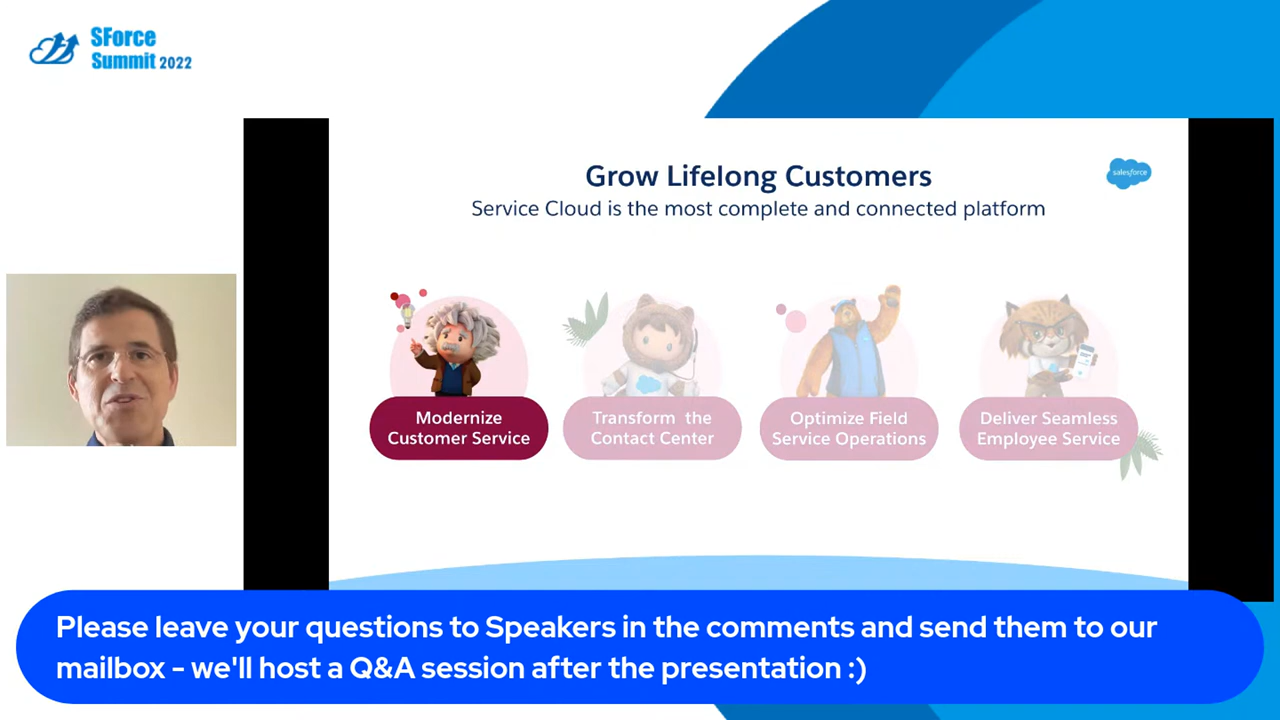 SForce
Summit 2022
Grow Lifelong Customers
salesforce
Service Cloud is the most complete and connected platform
Modernize
Customer Service
Transform the
Contact Center
Optimize Field
Service Operations
Deliver Seamless
Employee Service
Please leave your questions to Speakers in the comments and send them to our
mailbox - we'll host a Q&A session after the presentation :)